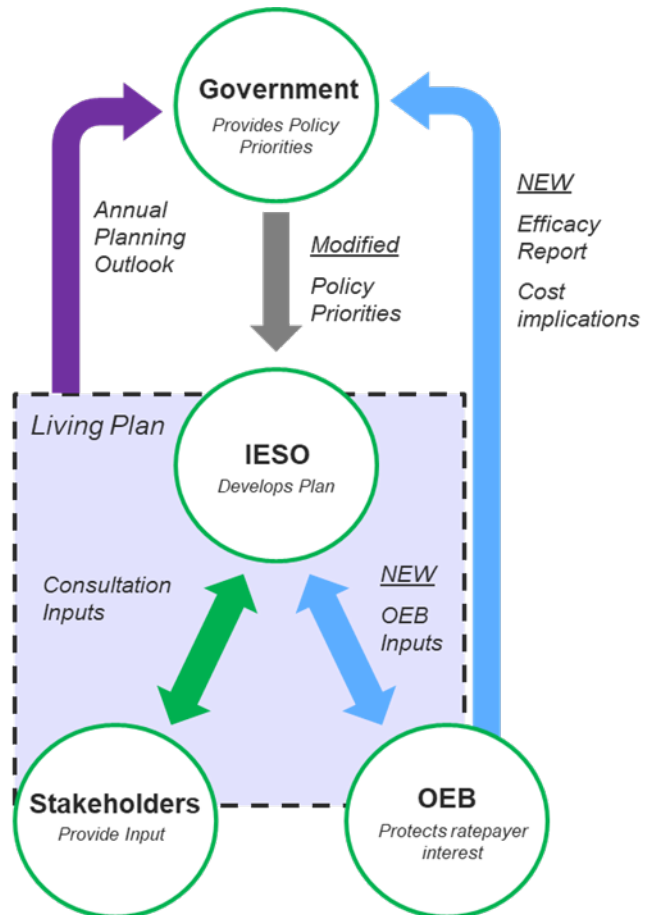 Government
Provides Policy
Priorities
Annual
Planning
Outlook
Modified
Policy
Priorities
NEW
Efficacy
Report
Cost
implications
Living Plan
IESO
Develops Plan
Consultation
Inputs
NEW
OEB
Inputs
Stakeholders
Provide Input
OEB
Protects ratepayer
interest